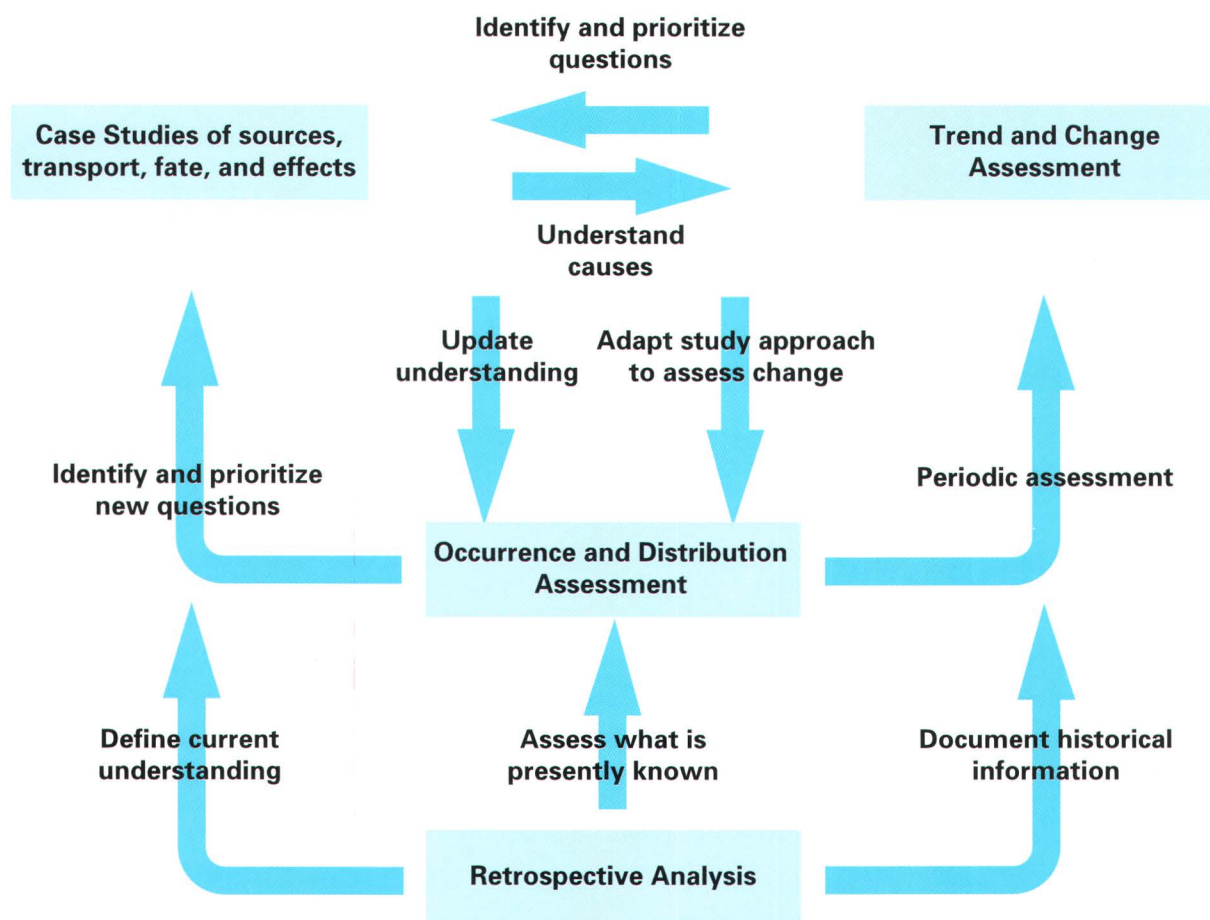 Identify and prioritize
questions
Case Studies of sources,
transport, fate, and effects
Trend and Change
Assessment
Understand
causes
Update
understanding
Adapt study approach
to assess change
Identify and prioritize
new questions
Periodic assessment
Occurrence and Distribution
Assessment
Define current
understanding
Assess what is
presently known
Document historical
information
Retrospective Analysis